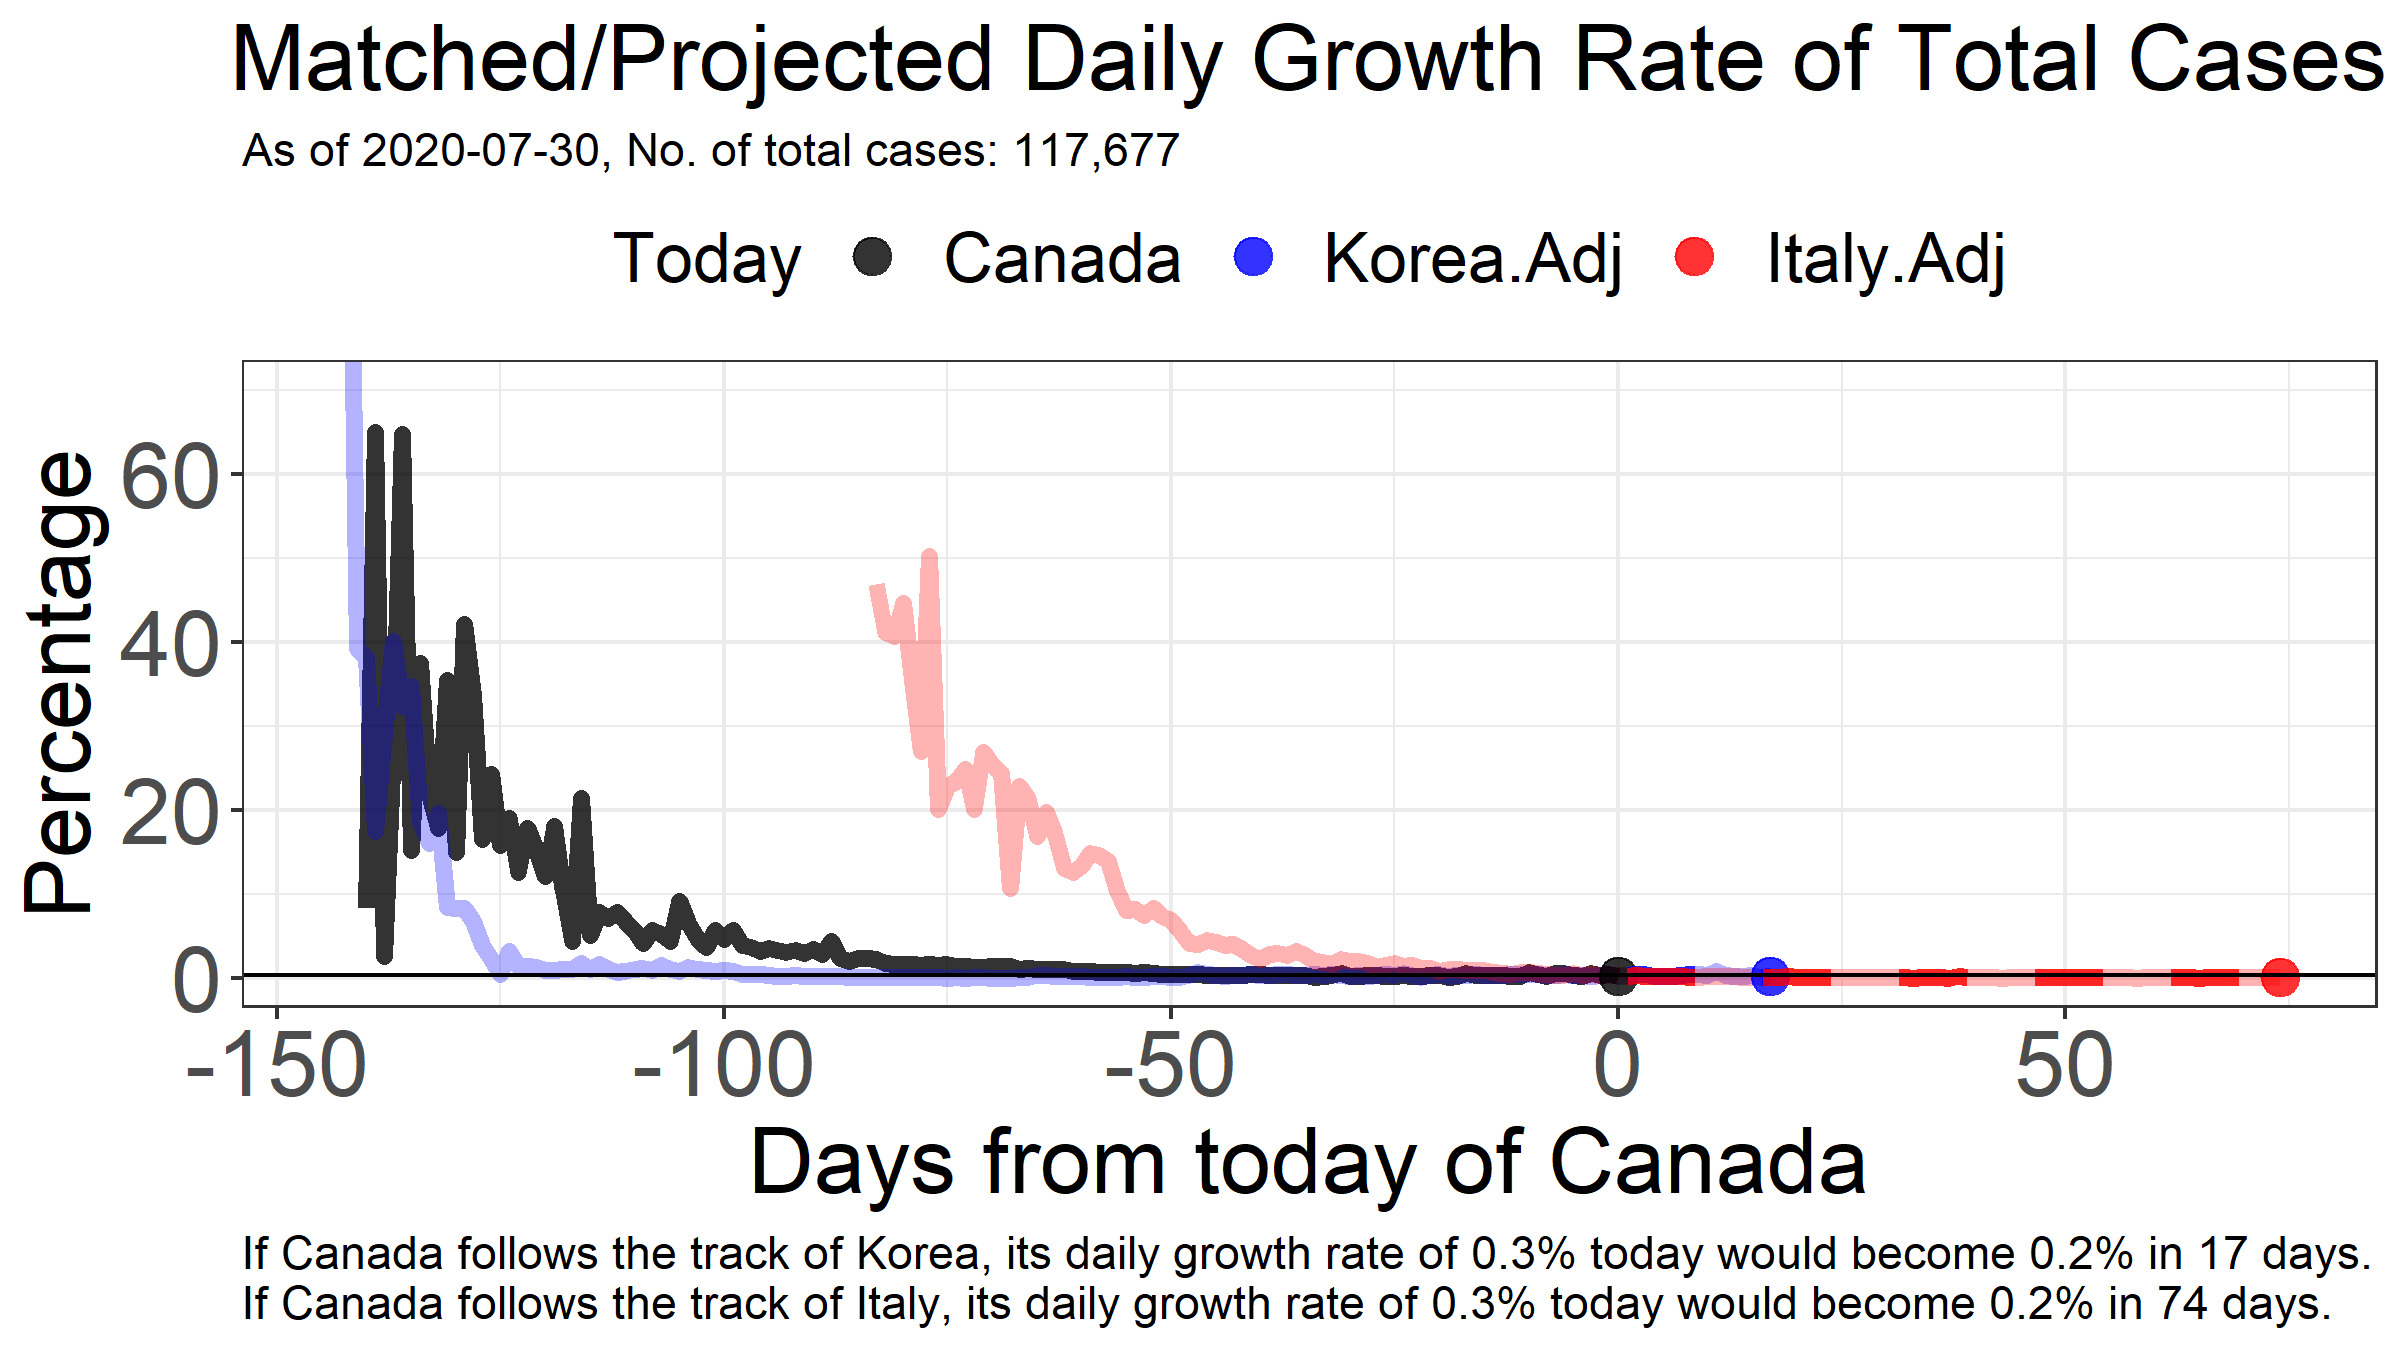 Matched/Projected Daily Growth Rate of Total Cases
As of 2020-07-30, No. of total cases: 117,677
Today Canada Korea.Adj Italy.Adj
Percentage
60
40
20
0
-150 -100 -50 0 50
Days from today of Canada
If Canada follows the track of Korea, its daily growth rate of 0.3% today would become 0.2% in 17 days.
If Canada follows the track of Italy, its daily growth rate of 0.3% today would become 0.2% in 74 days.